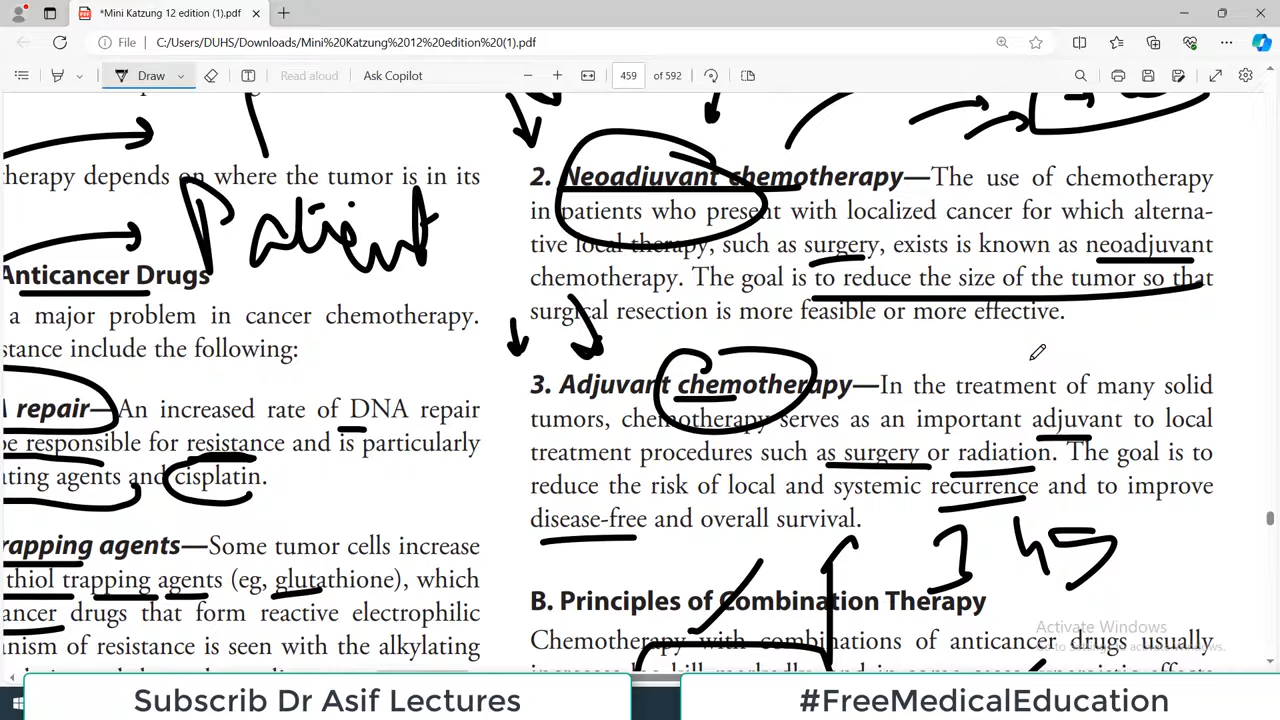 *Mini Katzung 12 edition (1).pdf
File C:/Users/DUHS/Downloads/Mini%20Katzung%2012%20edition%20(1).pdf
Draw Read aloud Ask Copilot 459 of 592
therapy depends on where the tumor is in its
Patient
Anticancer Drugs
a major problem in cancer chemotherapy.
stance include the following:
repair—An increased rate of DNA repair
be responsible for resistance and is particularly
ting agents and cisplatin.
rapping agents—Some tumor cells increase
thiol trapping agents (eg, glutathione), which
ancer drugs that form reactive electrophilic
nism of resistance is seen with the alkylating
2. Neoadjuvant chemotherapy—The use of chemotherapy
in patients who present with localized cancer for which alterna-
tive local therapy, such as surgery, exists is known as neoadjuvant
chemotherapy. The goal is to reduce the size of the tumor so that
surgical resection is more feasible or more effective.
3. Adjuvant chemotherapy—In the treatment of many solid
tumors, chemotherapy serves as an important adjuvant to local
treatment procedures such as surgery or radiation. The goal is to
reduce the risk of local and systemic recurrence and to improve
disease-free and overall survival.
3 45
B. Principles of Combination Therapy
Chemotherapy with combinations of anticancer drugs usually
Activate Windows
Subscrib Dr Asif Lectures
#FreeMedicalEducation